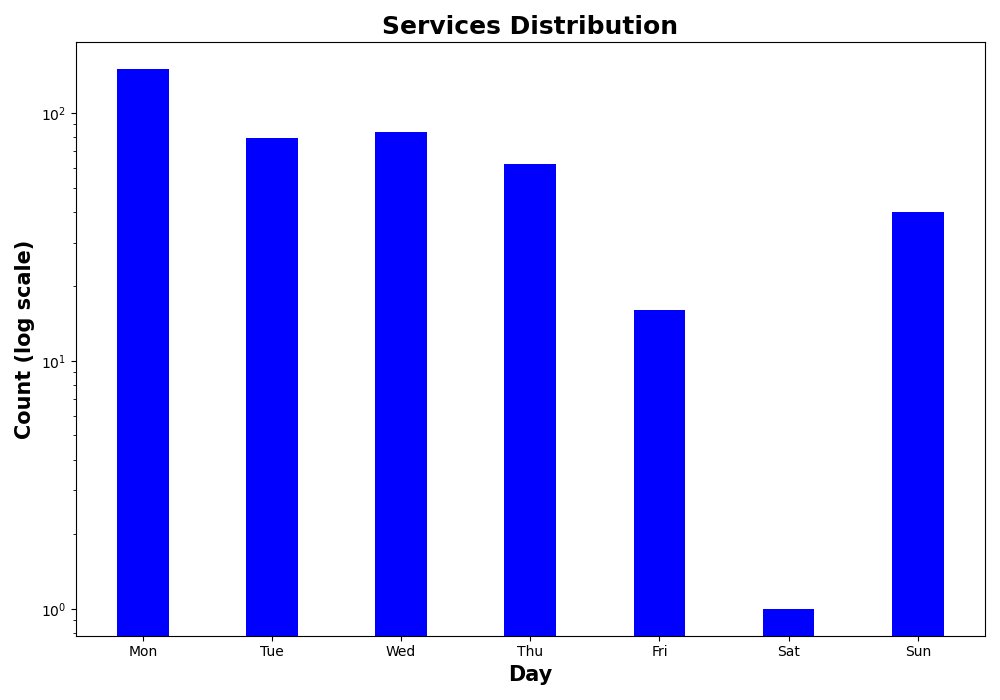 Services Distribution
Count (log scale)
10²
10¹
10⁰
Mon Tue Wed Thu Fri Sat Sun
Day